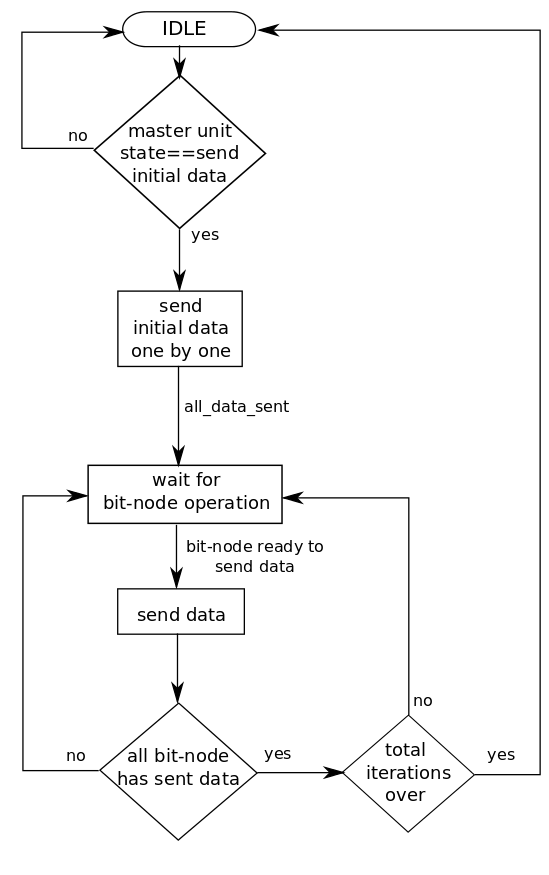 IDLE
master unit
state==send
initial data
no
yes
send
initial data
one by one
all_data_sent
wait for
bit-node operation
bit-node ready to
send data
send data
all bit-node
has sent data
no
yes
total
iterations
over
no
yes